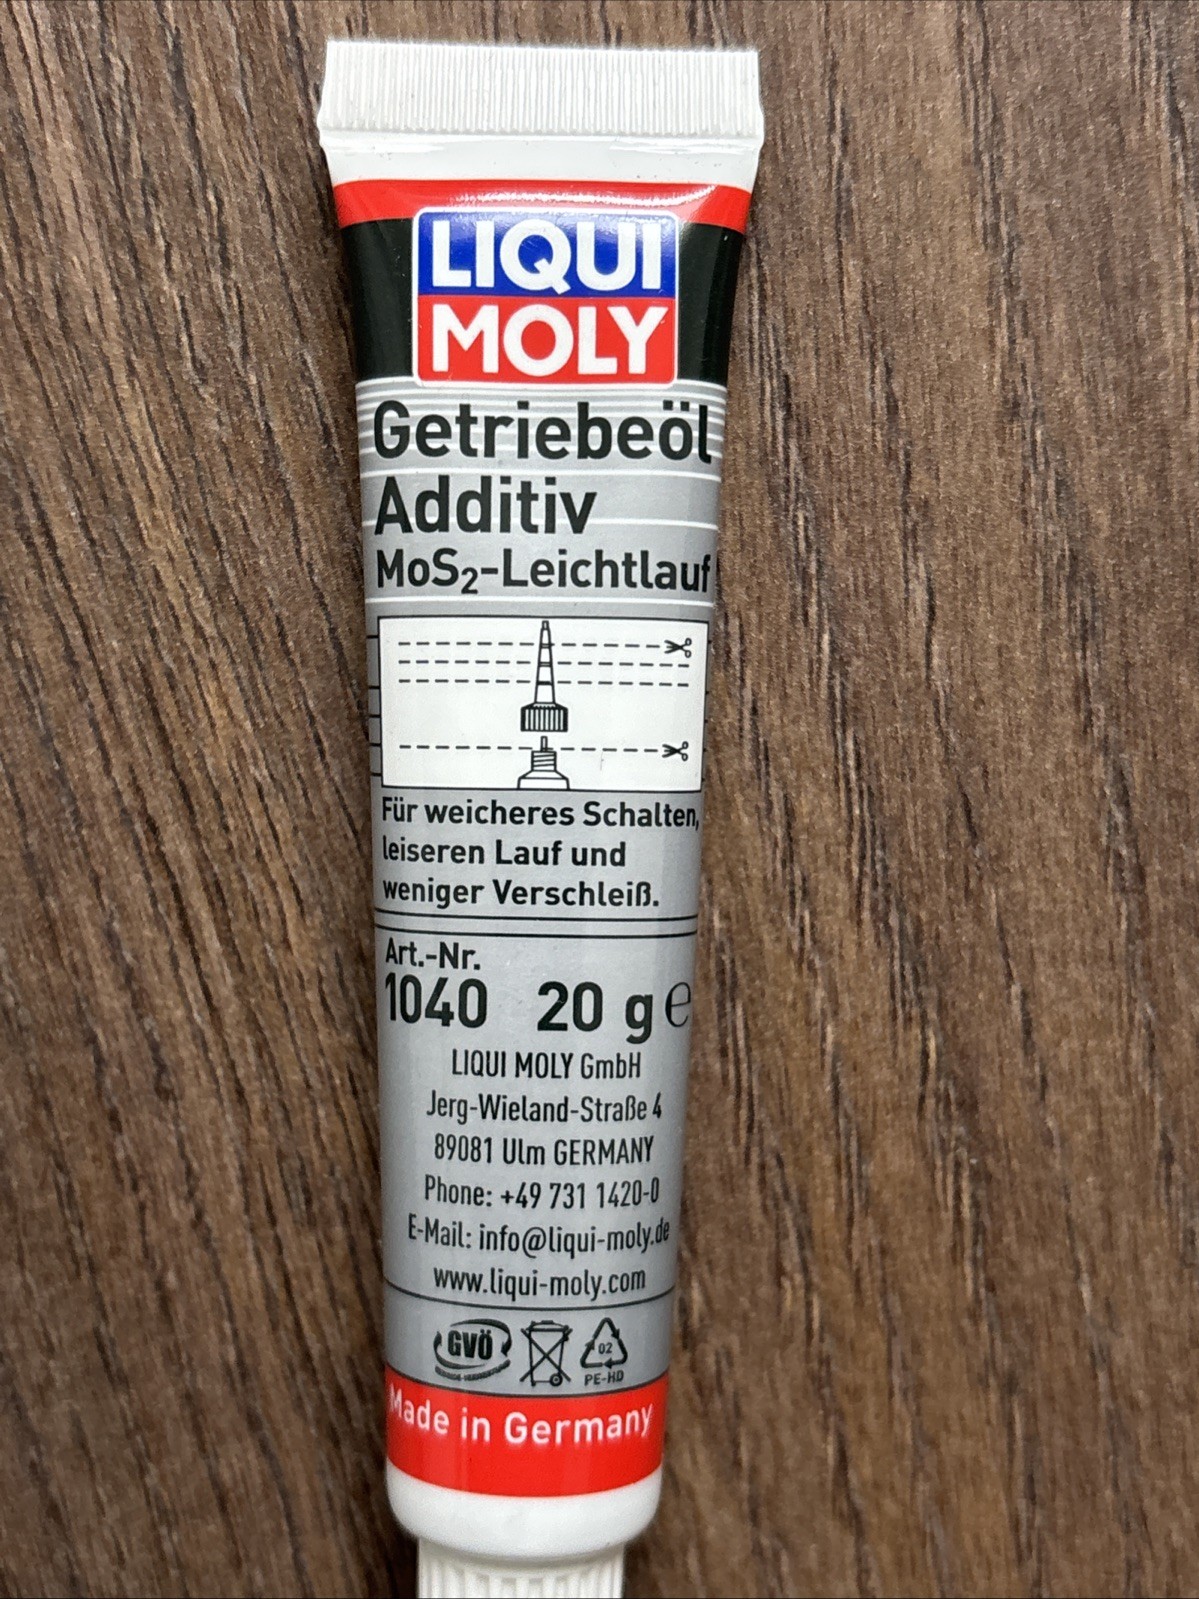 LIQUI
MOLY
Getriebeöl
Additiv
MoS₂-Leichtlauf
Für weicheres Schalten,
leiseren Lauf und
weniger Verschleiß.
Art.-Nr.
1040 20 g e
LIQUI MOLY GmbH
Jerg-Wieland-Straße 4
89081 Ulm GERMANY
Phone: +49 731 1420-0
E-Mail: info@liqui-moly.de
www.liqui-moly.com
GVÖ
02
PE-HD
Made in Germany